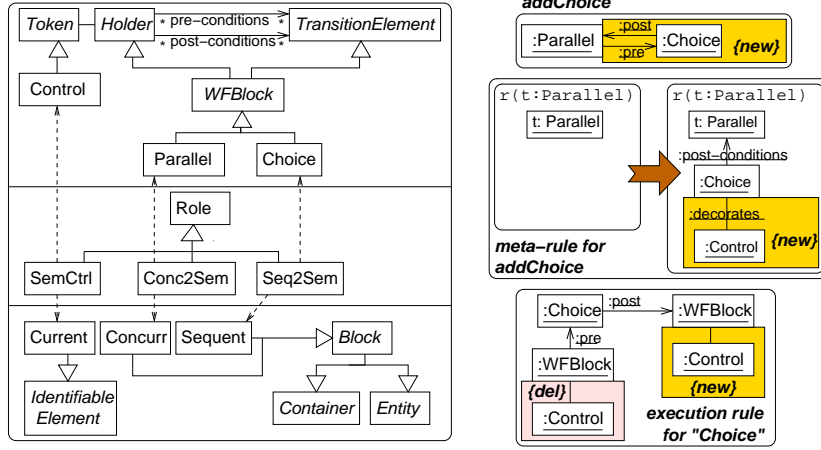 Token
Holder
* pre-conditions *
* post-conditions *
TransitionElement
Control
WFBlock
Parallel
Choice
Role
SemCtrl
Conc2Sem
Seq2Sem
Current
Concurr
Sequent
Block
Identifiable
Element
Container
Entity
addChoice
:Parallel
:post
:pre
:Choice
{new}
r(t:Parallel)
t: Parallel
r(t:Parallel)
t: Parallel
:post-conditions
:Choice
:decorates
:Control
{new}
meta-rule for
addChoice
:Choice
:post
:WFBlock
:pre
:WFBlock
:Control
{new}
{del}
:Control
execution rule
for "Choice"